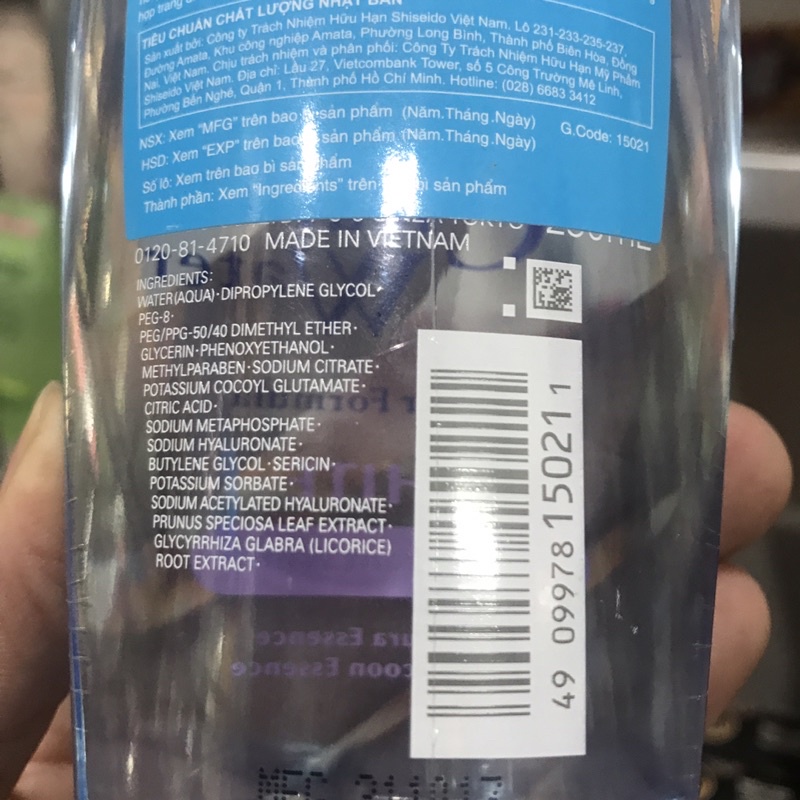 TIÊU CHUẨN CHẤT LƯỢNG NHẬT BẢN
Sản xuất bởi: Công ty Trách Nhiệm Hữu Hạn Shiseido Việt Nam, Lô 231-233-235-237,
Đường Amata, Khu công nghiệp Amata, Phường Long Bình, Thành phố Biên Hòa, Đồng
Nai, Việt Nam. Chịu trách nhiệm và phân phối: Công Ty Trách Nhiệm Hữu Hạn Mỹ Phẩm
Shiseido Việt Nam. Địa chỉ: Lầu 27, Vietcombank Tower, số 5 Công Trường Mê Linh,
Phường Bến Nghé, Quận 1, Thành phố Hồ Chí Minh. Hotline: (028) 6683 3412
NSX: Xem "MFG" trên bao bì sản phẩm (Năm.Tháng.Ngày)
G.Code: 15021
HSD: Xem "EXP" trên bao bì sản phẩm (Năm.Tháng.Ngày)
Số lô: Xem trên bao bì sản phẩm
Thành phần: Xem "Ingredients" trên bao bì sản phẩm
0120-81-4710 MADE IN VIETNAM
INGREDIENTS:
WATER(AQUA)·DIPROPYLENE GLYCOL·
PEG-8·
PEG/PPG-50/40 DIMETHYL ETHER·
GLYCERIN·PHENOXYETHANOL·
METHYLPARABEN·SODIUM CITRATE·
POTASSIUM COCOYL GLUTAMATE·
CITRIC ACID·
SODIUM METAPHOSPHATE·
SODIUM HYALURONATE·
BUTYLENE GLYCOL·SERICIN·
POTASSIUM SORBATE·
SODIUM ACETYLATED HYALURONATE·
PRUNUS SPECIOSA LEAF EXTRACT·
GLYCYRRHIZA GLABRA (LICORICE)
ROOT EXTRACT·
49 09978 15021 1